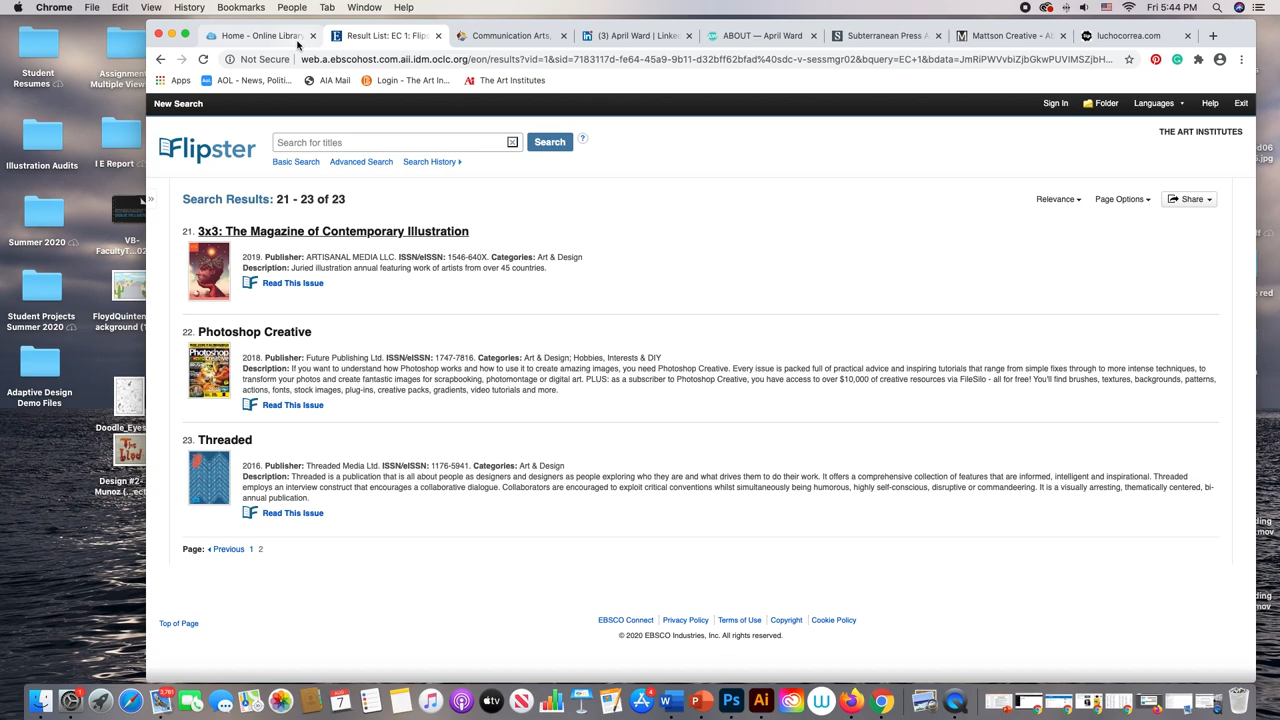 Chrome File Edit View History Bookmarks People Tab Window Help Fri 5:44 PM
Home - Online Library Result List: EC 1: Flips Communication Arts, (3) April Ward | Linke ABOUT — April Ward Subterranean Press A Mattson Creative - Ab luchocorrea.com
Not Secure web.a.ebscohost.com.aii.idm.oclc.org/eon/results?vid=1&sid=7183117d-fe64-45a9-9b11-d32bff62bfad%40sdc-v-sessmgr02&bquery=EC+1&bdata=JmRiPWVvbiZjbGkwPUVIMSZjbH...
Apps AOL - News, Politi... AIA Mail Login - The Art In... The Art Institutes
New Search Sign In Folder Languages Help Exit
Flipster Search for titles Search ? THE ART INSTITUTES
Basic Search Advanced Search Search History
Search Results: 21 - 23 of 23 Relevance Page Options Share
21. 3x3: The Magazine of Contemporary Illustration
2019. Publisher: ARTISANAL MEDIA LLC. ISSN/eISSN: 1546-640X. Categories: Art & Design
Description: Juried illustration annual featuring work of artists from over 45 countries.
Read This Issue
22. Photoshop Creative
2018. Publisher: Future Publishing Ltd. ISSN/eISSN: 1747-7816. Categories: Art & Design; Hobbies, Interests & DIY
Description: If you want to understand how Photoshop works and how to use it to create amazing images, you need Photoshop Creative. Every issue is packed full of practical advice and inspiring tutorials that range from simple fixes through to more intense techniques, to
transform your photos and create fantastic images for scrapbooking, photomontage or digital art. PLUS: as a subscriber to Photoshop Creative, you have access to over $10,000 of creative resources via FileSilo - all for free! You'll find brushes, textures, backgrounds, patterns,
actions, fonts, stock images, plug-ins, creative packs, gradients, video tutorials and more.
Read This Issue
23. Threaded
2016. Publisher: Threaded Media Ltd. ISSN/eISSN: 1176-5941. Categories: Art & Design
Description: Threaded is a publication that is all about people as designers and designers as people exploring who they are and what drives them to do their work. It offers a comprehensive collection of features that are informed, intelligent and inspirational. Threaded
employs an interview construct that encourages a collaborative dialogue. Collaborators are encouraged to exploit critical conventions whilst simultaneously being humorous, highly self-conscious, disruptive or commandeering. It is a visually arresting, thematically centered, bi-
annual publication.
Read This Issue
Page: Previous 1 2
Top of Page EBSCO Connect Privacy Policy Terms of Use Copyright Cookie Policy
© 2020 EBSCO Industries, Inc. All rights reserved.
Student
Resumes
Assignment
Multiple View
Illustration Audits
I E Report
Summer 2020
VB-
FacultyT...02
Student Projects
Summer 2020
FloydQuinten
ackground (1
Adaptive Design
Demo Files
Doodle_Eyes
Design #2-
Munoz (...ect